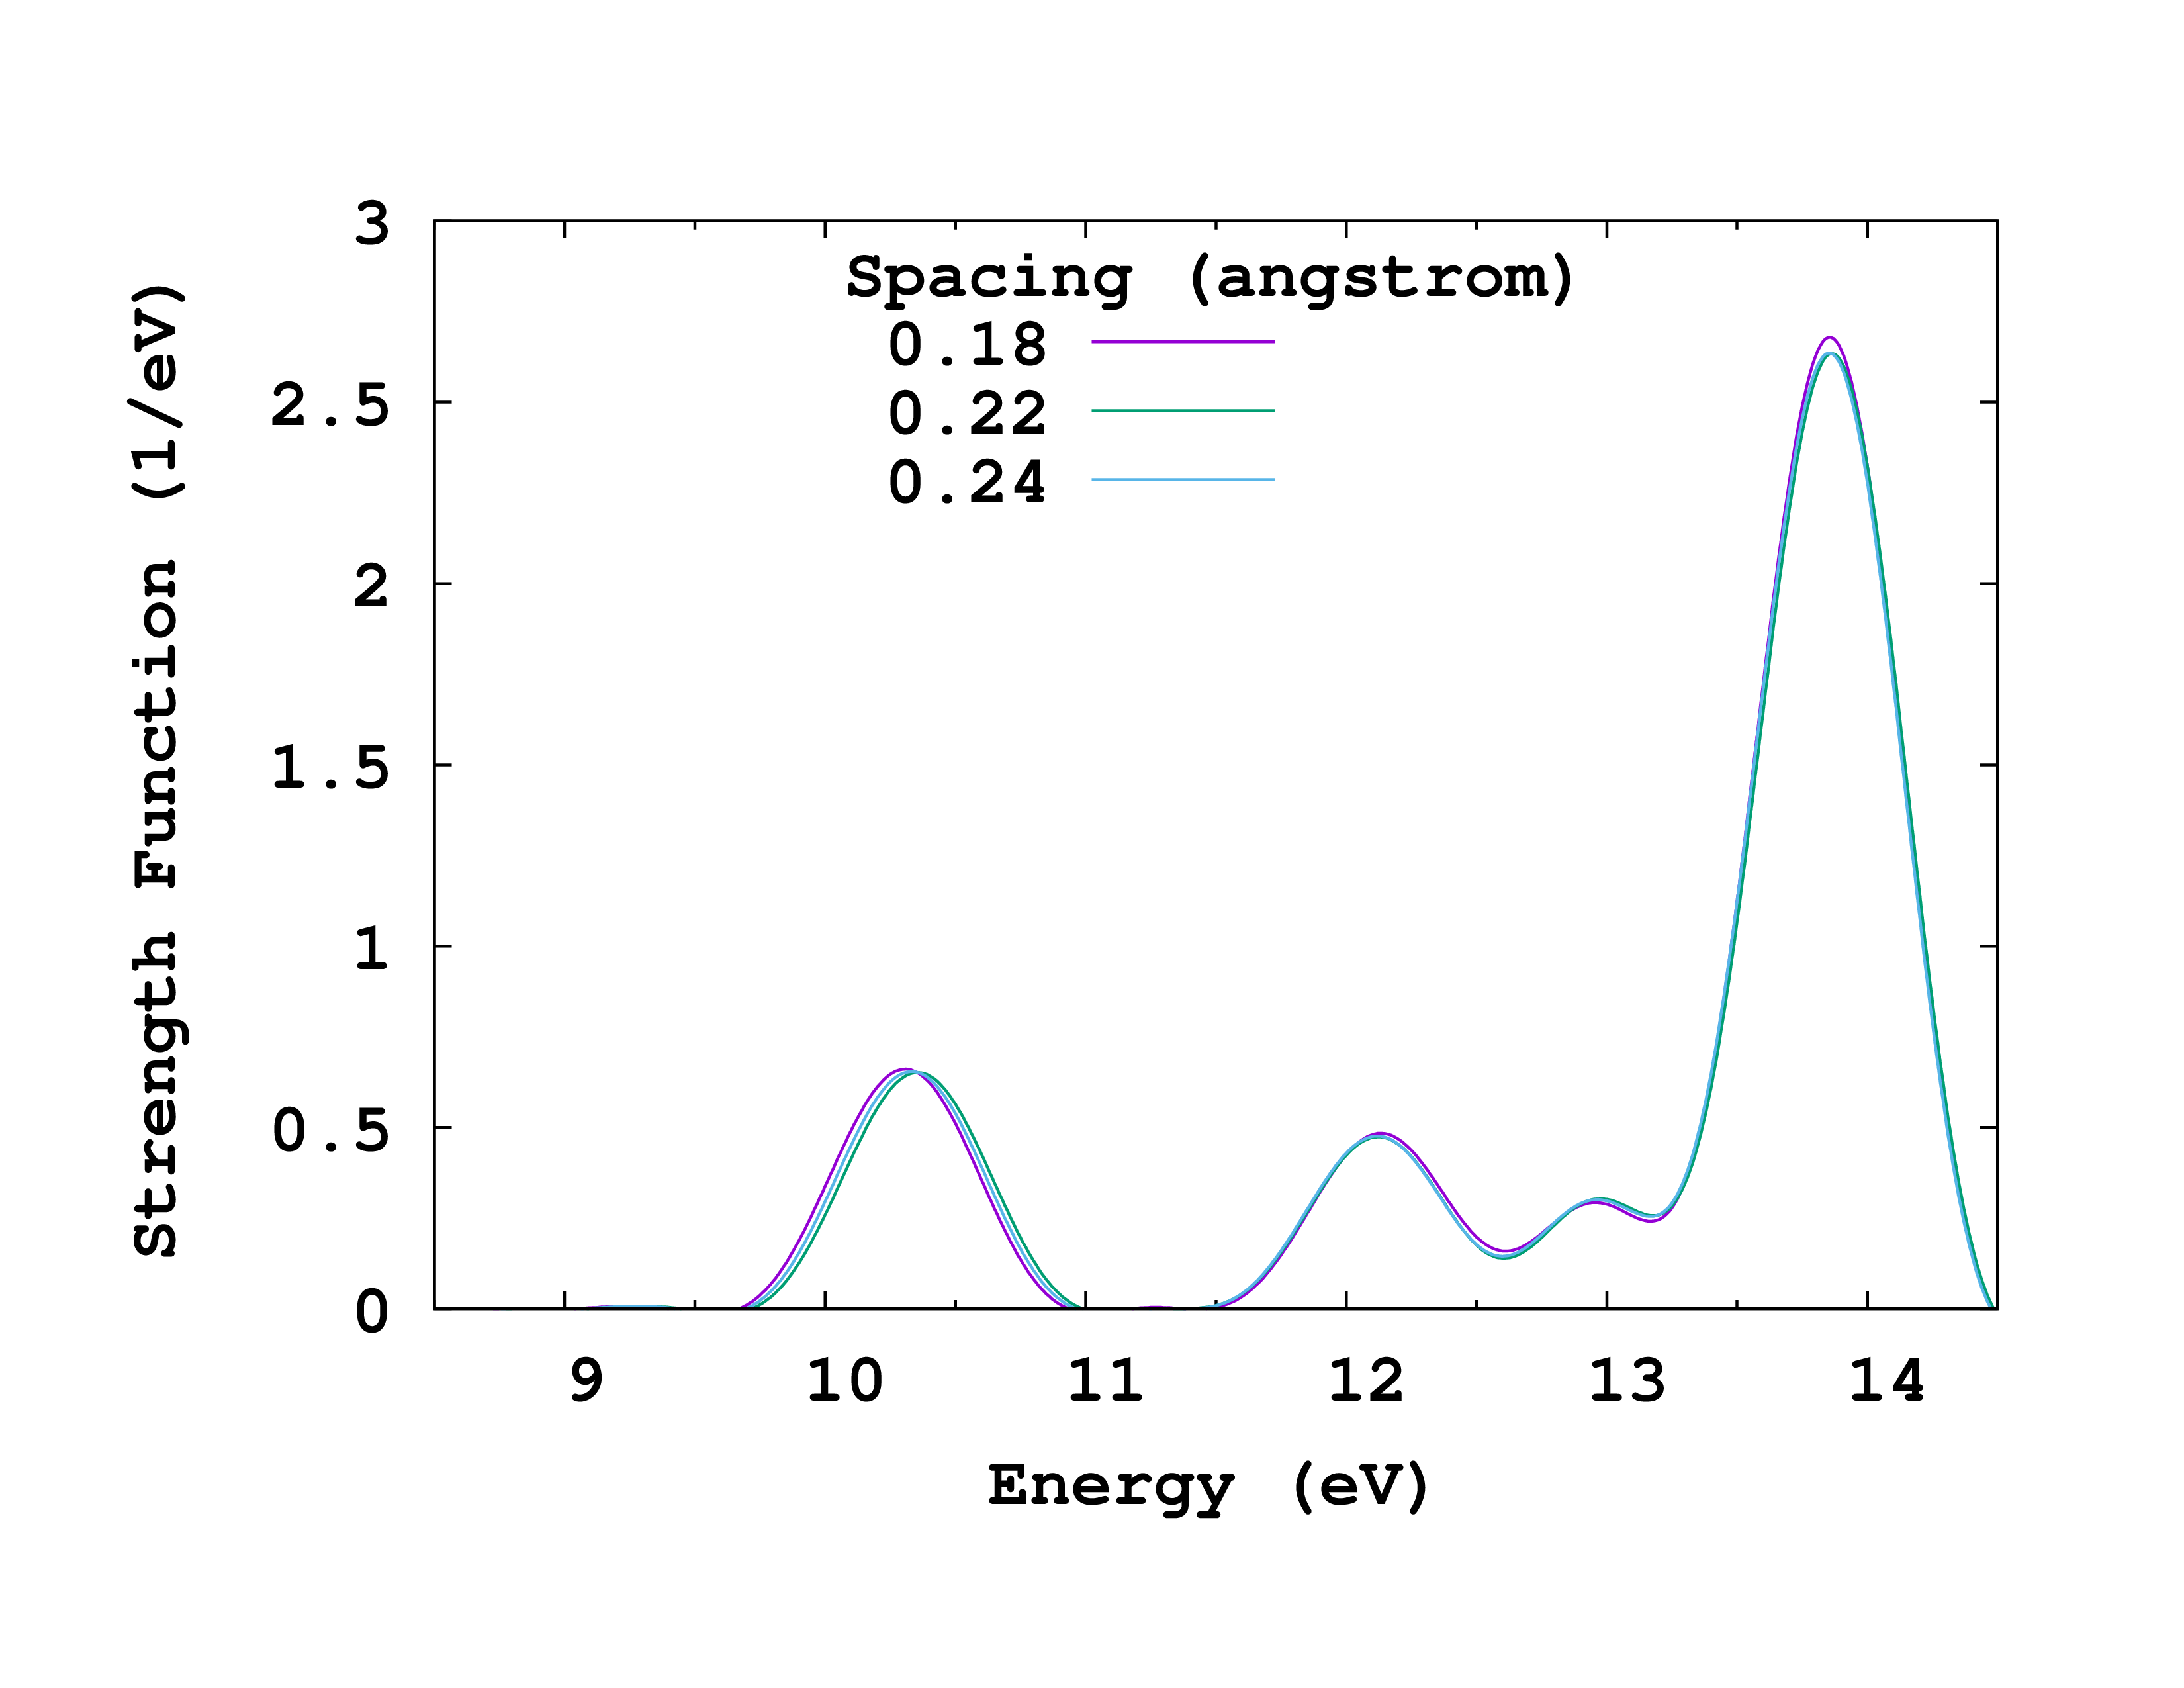 Strength Function (1/eV)
3
2.5
2
1.5
1
0.5
0
Spacing (angstrom)
0.18
0.22
0.24
9 10 11 12 13 14
Energy (eV)